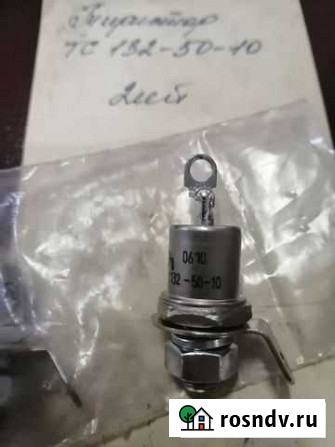 Тиристор
ТС 132-50-10
2шт
0610
132-50-10
rosndv.ru